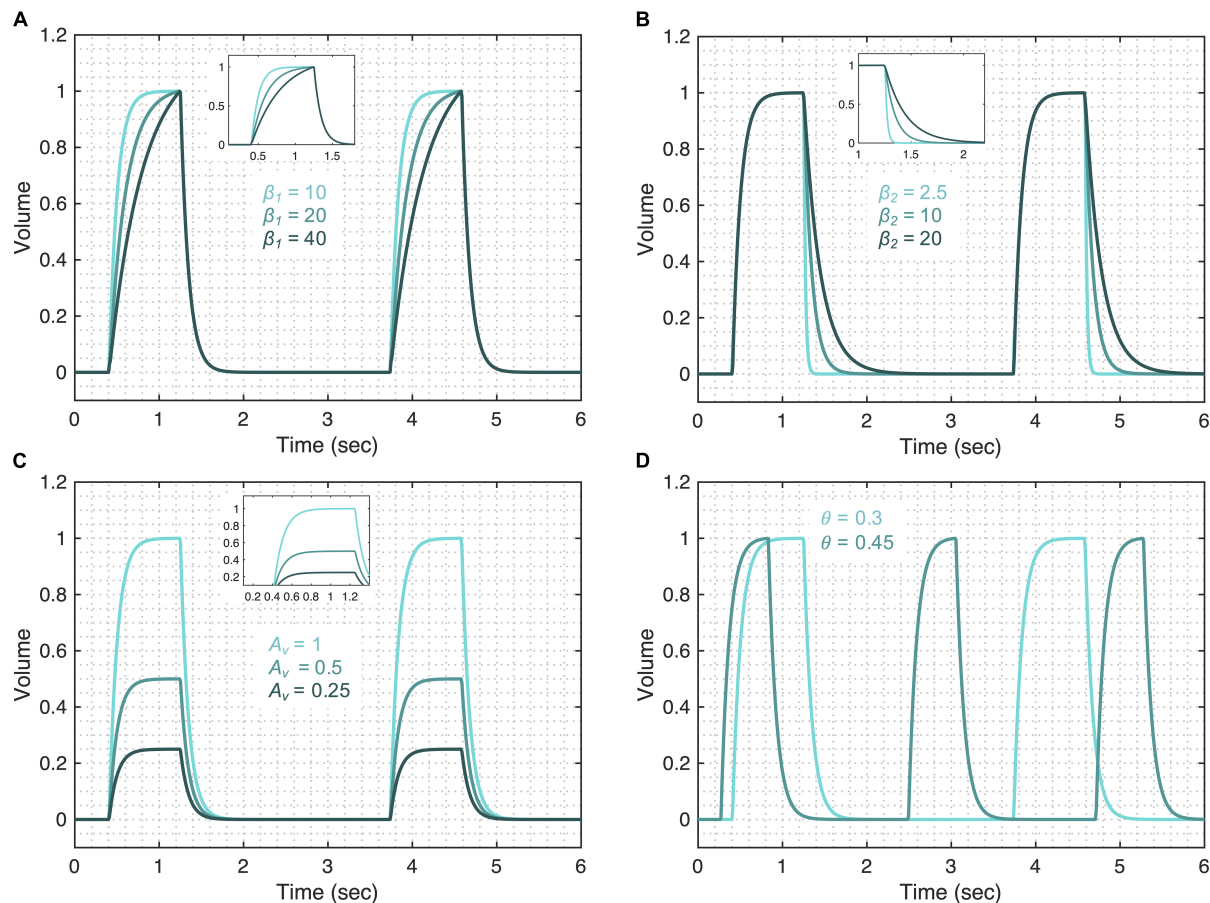 A
1.2
1
0.8
0.6
0.4
0.2
0
Volume
0 1 2 3 4 5 6
Time (sec)
1
0.5
0
0.5 1 1.5
β1 = 10
β1 = 20
β1 = 40
B
1.2
1
0.8
0.6
0.4
0.2
0
Volume
0 1 2 3 4 5 6
Time (sec)
1
0.5
0
1 1.5 2
β2 = 2.5
β2 = 10
β2 = 20
C
1.2
1
0.8
0.6
0.4
0.2
0
Volume
0 1 2 3 4 5 6
Time (sec)
1
0.8
0.6
0.4
0.2
0.2 0.4 0.6 0.8 1 1.2
Av = 1
Av = 0.5
Av = 0.25
D
1.2
1
0.8
0.6
0.4
0.2
0
Volume
0 1 2 3 4 5 6
Time (sec)
θ = 0.3
θ = 0.45